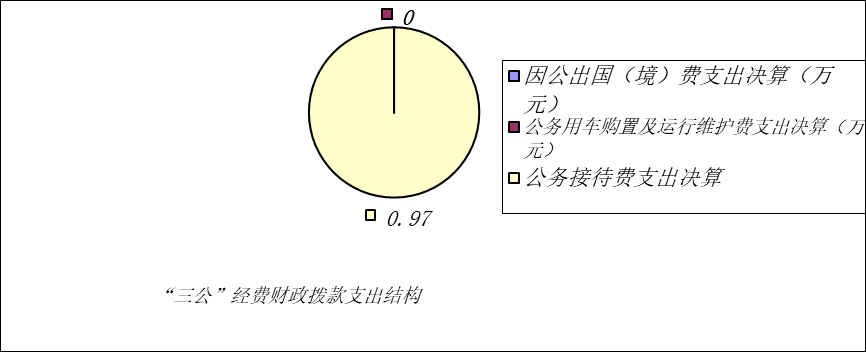 0
因公出国（境）费支出决算（万
元）
公务用车购置及运行维护费支出决算（万
元）
公务接待费支出决算
0.97
“三公”经费财政拨款支出结构